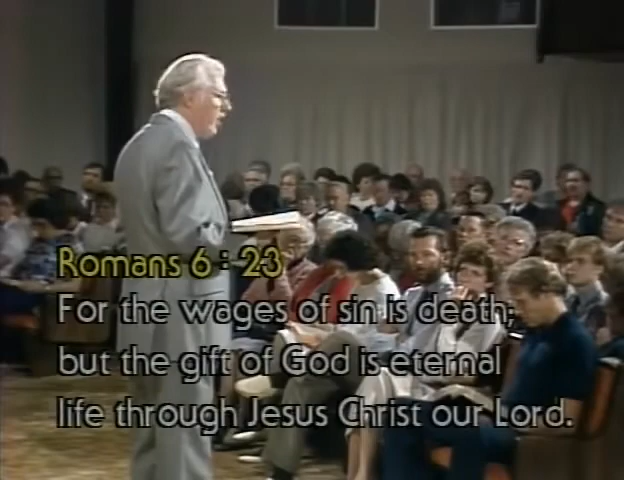 Romans 6 : 23
For the wages of sin is death;
but the gift of God is eternal
life through Jesus Christ our Lord.